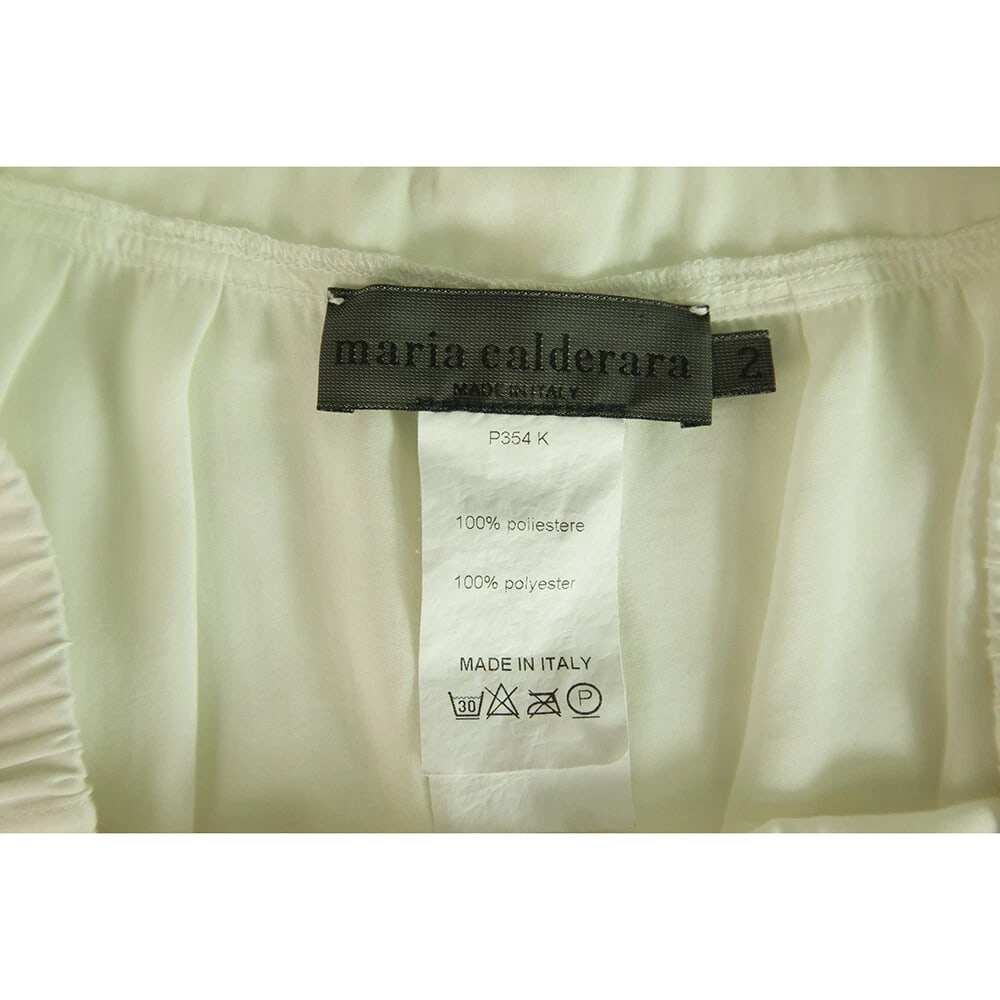 maria calderara
MADE IN ITALY
2
P354 K
100% poliestere
100% polyester
MADE IN ITALY
30
P